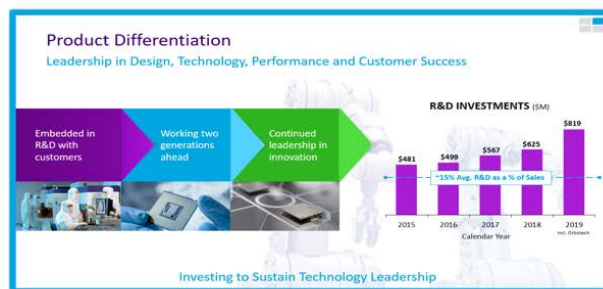 Product Differentiation
Leadership in Design, Technology, Performance and Customer Success
Embedded in
R&D with
customers
Working two
generations
ahead
Continued
leadership in
innovation
R&D INVESTMENTS ($M)
$481
$499
$567
$625
$819
~15% Avg. R&D as a % of Sales
2015
2016
2017
2018
2019
Incl. Orbotech
Calendar Year
Investing to Sustain Technology Leadership